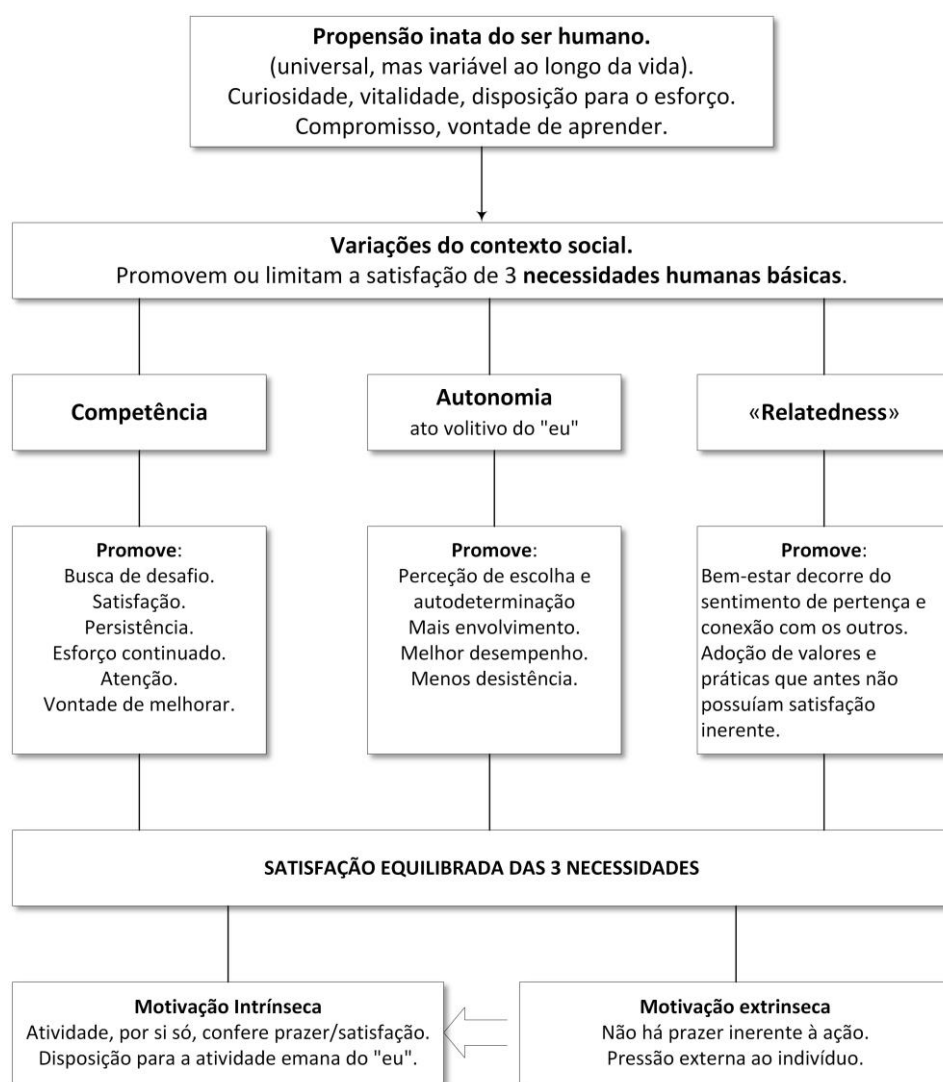 Propensão inata do ser humano.
(universal, mas variável ao longo da vida).
Curiosidade, vitalidade, disposição para o esforço.
Compromisso, vontade de aprender.
Variações do contexto social.
Promovem ou limitam a satisfação de 3 necessidades humanas básicas.
Competência
Autonomia
ato volitivo do "eu"
«Relatedness»
Promove:
Busca de desafio.
Satisfação.
Persistência.
Esforço continuado.
Atenção.
Vontade de melhorar.
Promove:
Perceção de escolha e
autodeterminação
Mais envolvimento.
Melhor desempenho.
Menos desistência.
Promove:
Bem-estar decorre do
sentimento de pertença e
conexão com os outros.
Adoção de valores e
práticas que antes não
possuíam satisfação
inerente.
SATISFAÇÃO EQUILIBRADA DAS 3 NECESSIDADES
Motivação Intrínseca
Atividade, por si só, confere prazer/satisfação.
Disposição para a atividade emana do "eu".
Motivação extrinseca
Não há prazer inerente à ação.
Pressão externa ao indivíduo.